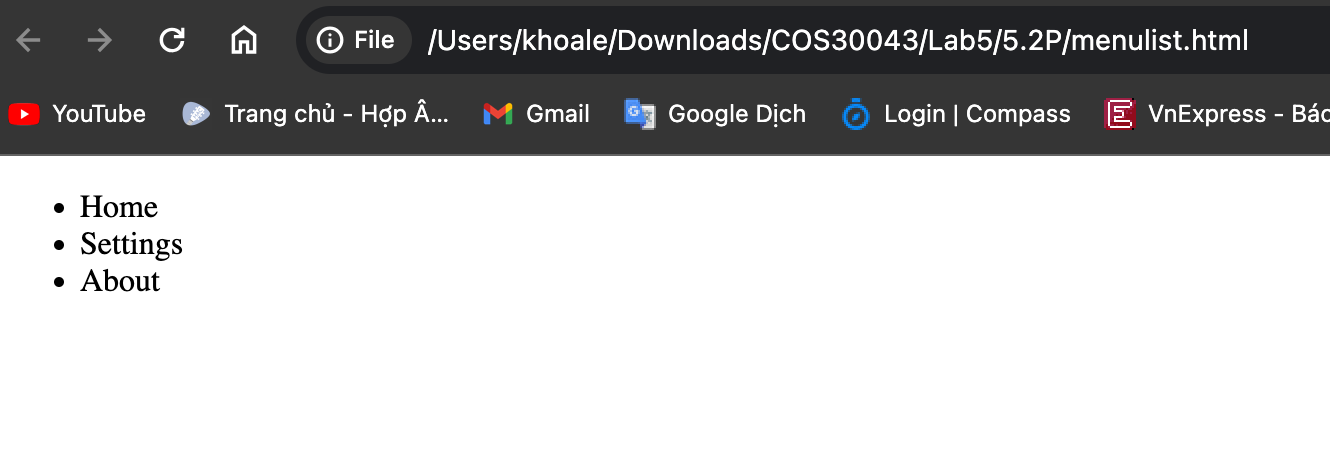 File /Users/khoale/Downloads/COS30043/Lab5/5.2P/menulist.html
YouTube Trang chủ - Hợp Â... Gmail Google Dịch Login | Compass VnExpress - Báo
Home
Settings
About